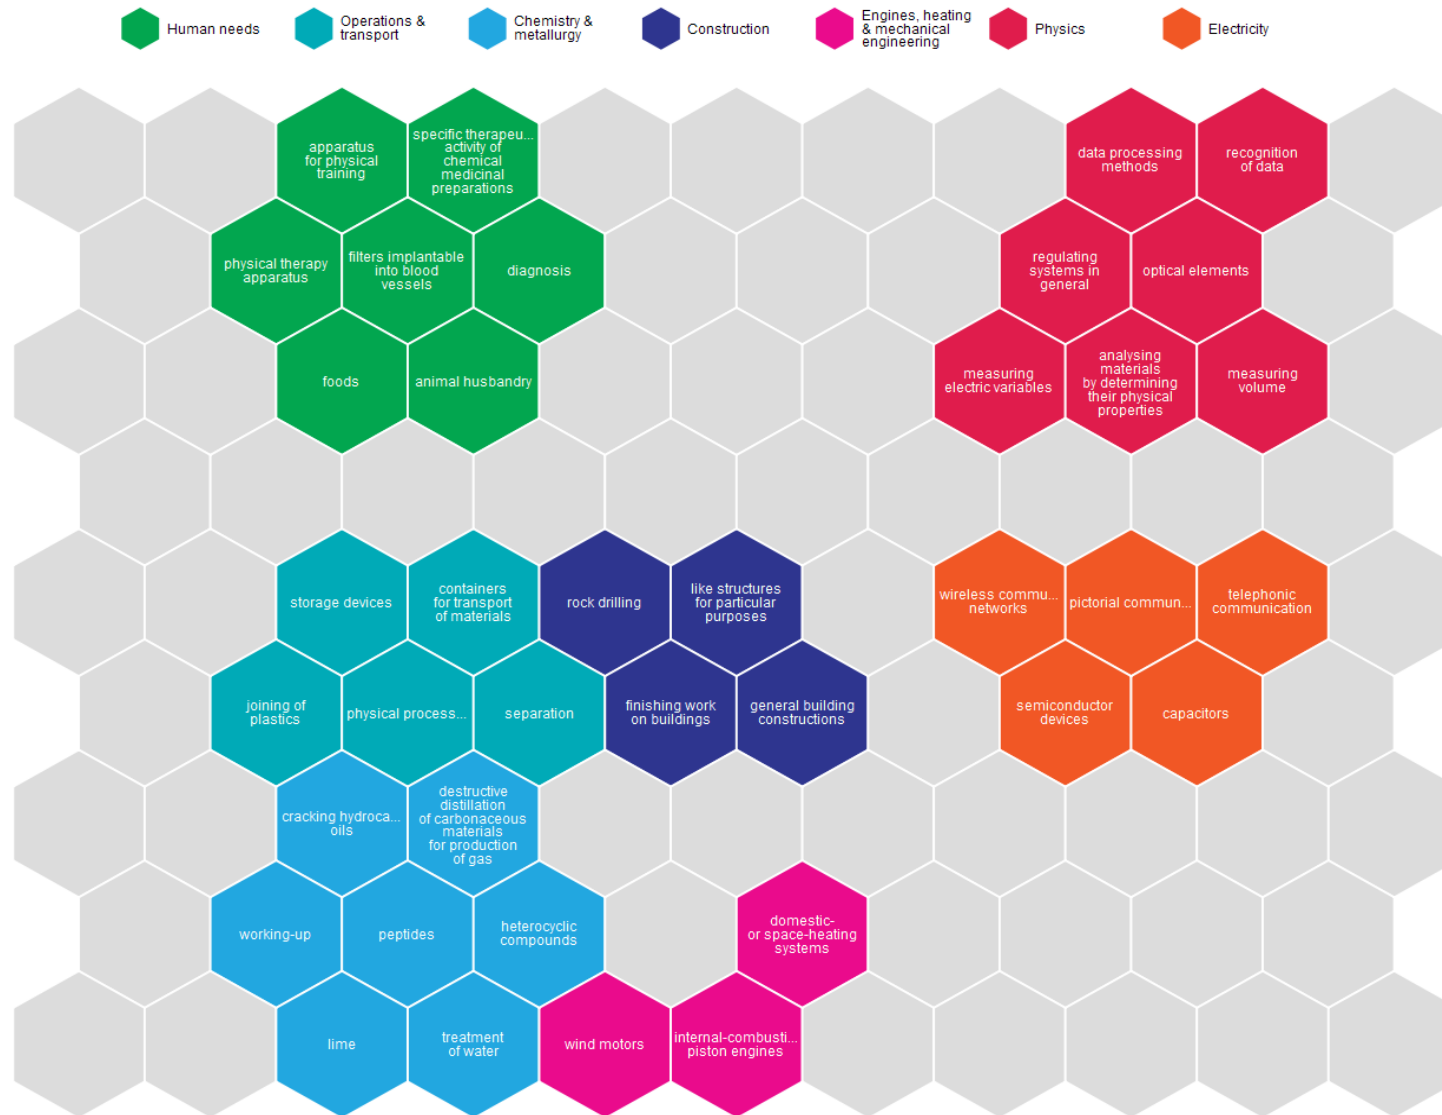 Human needs
Operations &
transport
Chemistry &
metallurgy
Construction
Engines, heating
& mechanical
engineering
Physics
Electricity
apparatus
for physical
training
specific therapeu...
activity of
chemical
medicinal
preparations
data processing
methods
recognition
of data
physical therapy
apparatus
filters implantable
into blood
vessels
diagnosis
regulating
systems in
general
optical elements
foods
animal husbandry
measuring
electric variables
analysing
materials
by determining
their physical
properties
measuring
volume
storage devices
containers
for transport
of materials
rock drilling
like structures
for particular
purposes
wireless commu...
networks
pictorial commun...
telephonic
communication
joining of
plastics
physical process...
separation
finishing work
on buildings
general building
constructions
semiconductor
devices
capacitors
cracking hydroca...
oils
destructive
distillation
of carbonaceous
materials
for production
of gas
working-up
peptides
heterocyclic
compounds
domestic-
or space-heating
systems
lime
treatment
of water
wind motors
internal-combusti...
piston engines